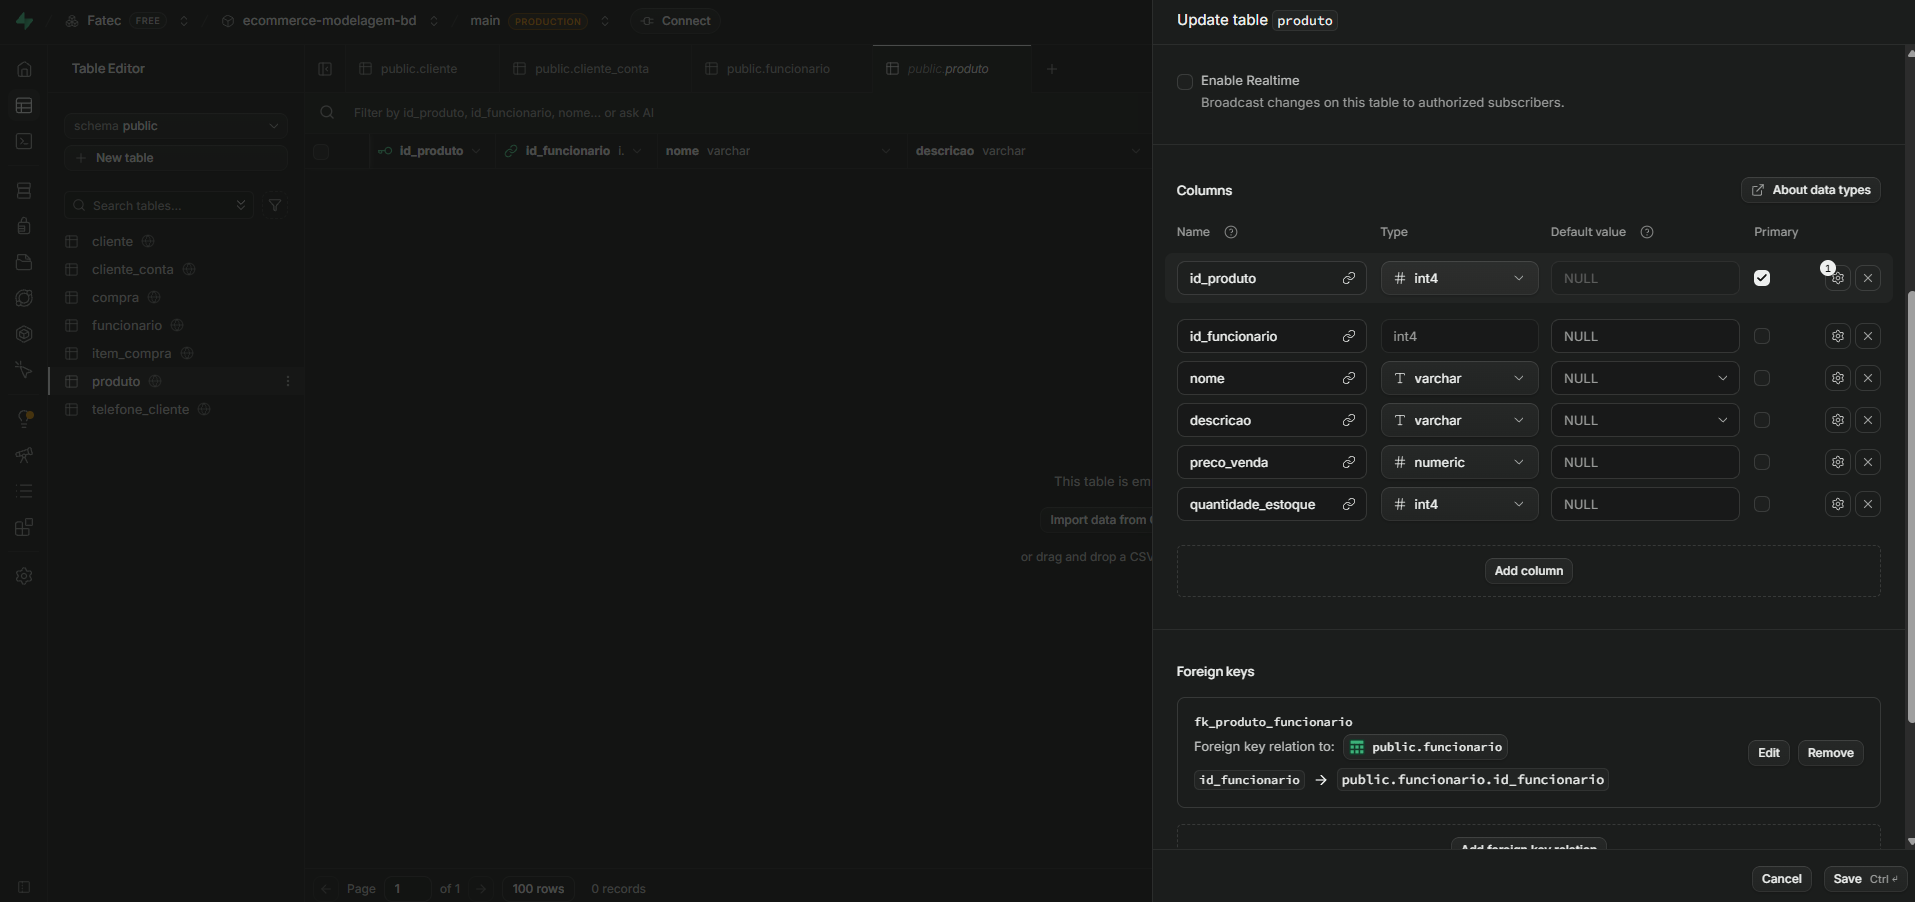 Fatec FREE ecommerce-modelagem-bd main PRODUCTION Connect
Table Editor
schema public
New table
Search tables...
cliente
cliente_conta
compra
funcionario
item_compra
produto
telefone_cliente
public.cliente public.cliente_conta public.funcionario public.produto
Filter by id_produto, id_funcionario, nome... or ask AI
id_produto id_funcionario i. nome varchar descricao varchar
This table is em
Import data from
or drag and drop a CSV
Page 1 of 1 100 rows 0 records
Update table produto
Enable Realtime
Broadcast changes on this table to authorized subscribers.
Columns About data types
Name Type Default value Primary
id_produto int4 NULL 1
id_funcionario int4 NULL
nome varchar NULL
descricao varchar NULL
preco_venda numeric NULL
quantidade_estoque int4 NULL
Add column
Foreign keys
fk_produto_funcionario
Foreign key relation to: public.funcionario
Edit Remove
id_funcionario → public.funcionario.id_funcionario
Add foreign key relation
Cancel Save Ctrl